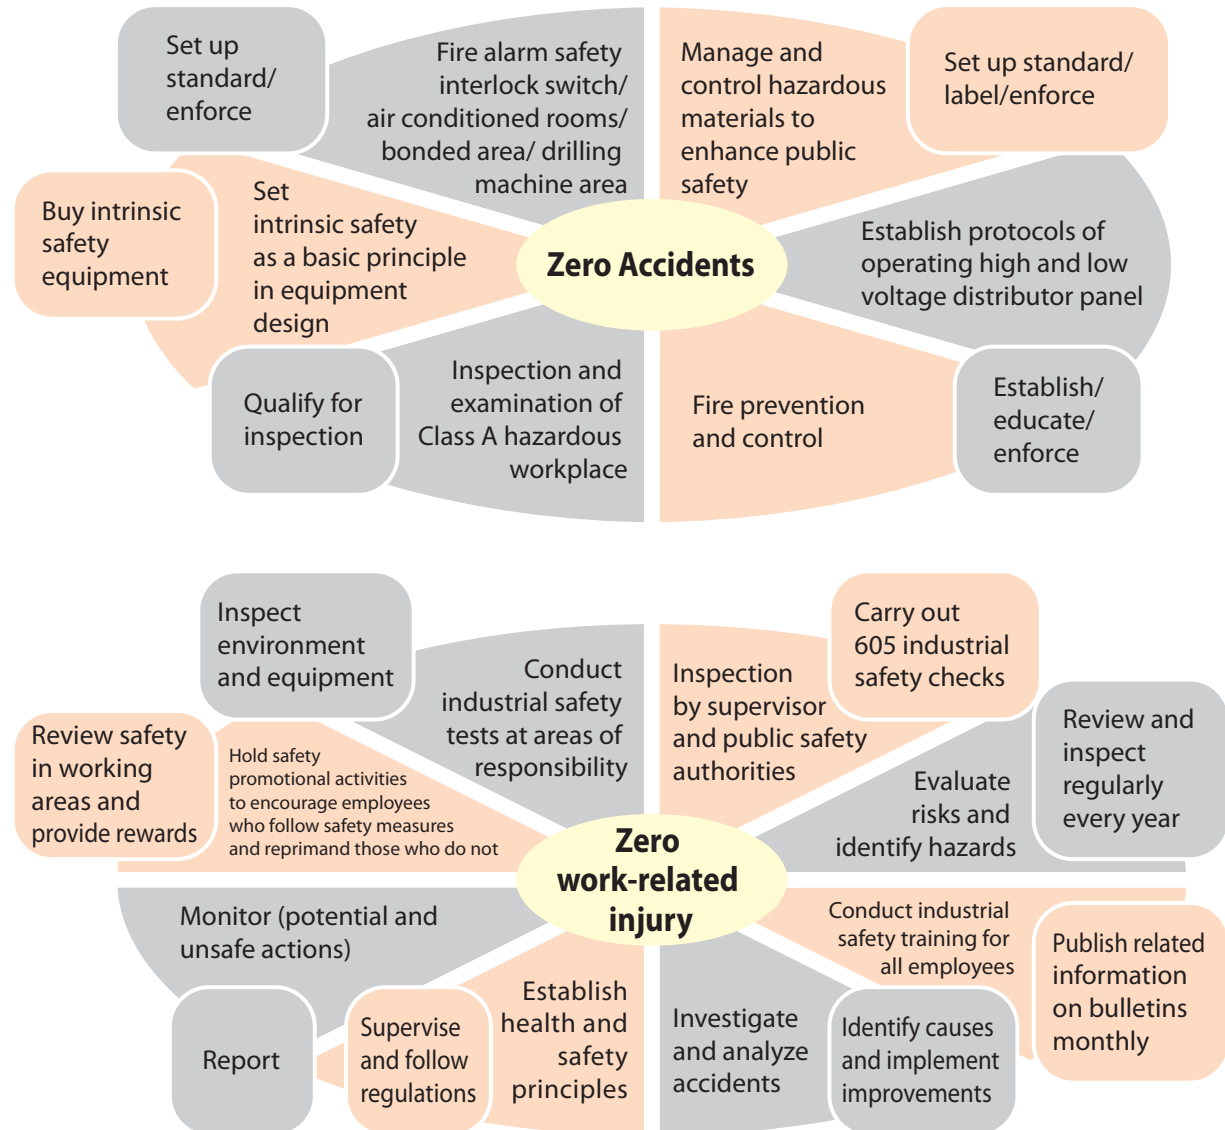 Set up
standard/
enforce
Fire alarm safety
interlock switch/
air conditioned rooms/
bonded area/ drilling
machine area
Manage and
control hazardous
materials to
enhance public
safety
Set up standard/
label/enforce
Buy intrinsic
safety
equipment
Set
intrinsic safety
as a basic principle
in equipment
design
Zero Accidents
Establish protocols of
operating high and low
voltage distributor panel
Qualify for
inspection
Inspection and
examination of
Class A hazardous
workplace
Fire prevention
and control
Establish/
educate/
enforce
Inspect
environment
and equipment
Conduct
industrial safety
tests at areas of
responsibility
Inspection
by supervisor
and public safety
authorities
Carry out
605 industrial
safety checks
Review safety
in working
areas and
provide rewards
Hold safety
promotional activities
to encourage employees
who follow safety measures
and reprimand those who do not
Zero
work-related
injury
Evaluate
risks and
identify hazards
Review and
inspect
regularly
every year
Monitor (potential and
unsafe actions)
Report
Supervise
and follow
regulations
Establish
health and
safety
principles
Investigate
and analyze
accidents
Identify causes
and implement
improvements
Conduct industrial
safety training for
all employees
Publish related
information
on bulletins
monthly